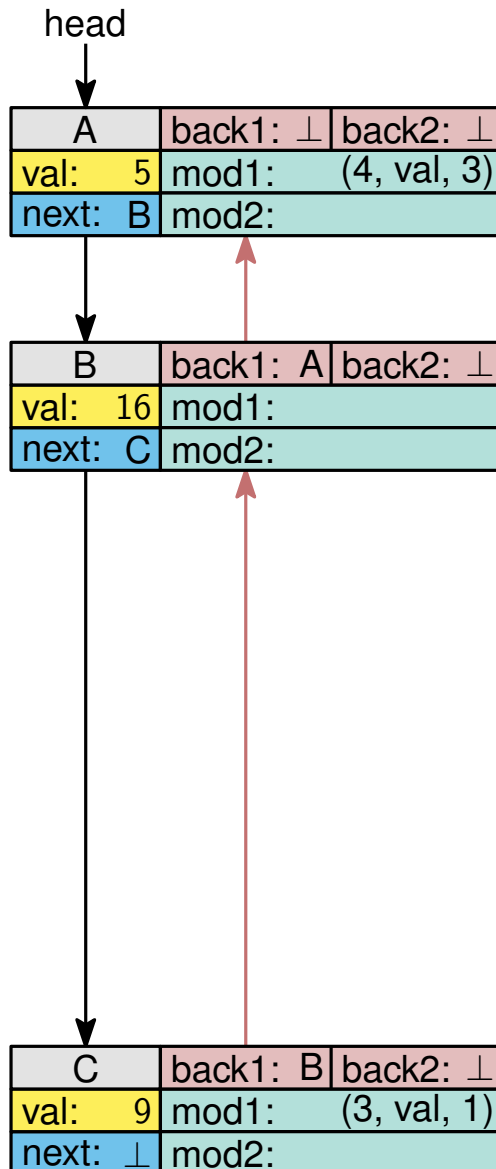 head
A back1: ⊥ back2: ⊥
val: 5 mod1: (4, val, 3)
next: B mod2:
B back1: A back2: ⊥
val: 16 mod1:
next: C mod2:
C back1: B back2: ⊥
val: 9 mod1: (3, val, 1)
next: ⊥ mod2: